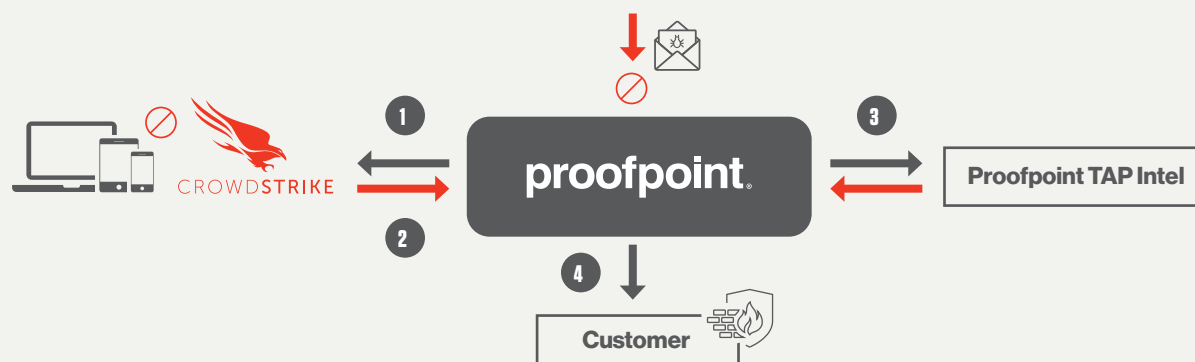 1
3
proofpoint®
CROWDSTRIKE
Proofpoint TAP Intel
2
4
Customer